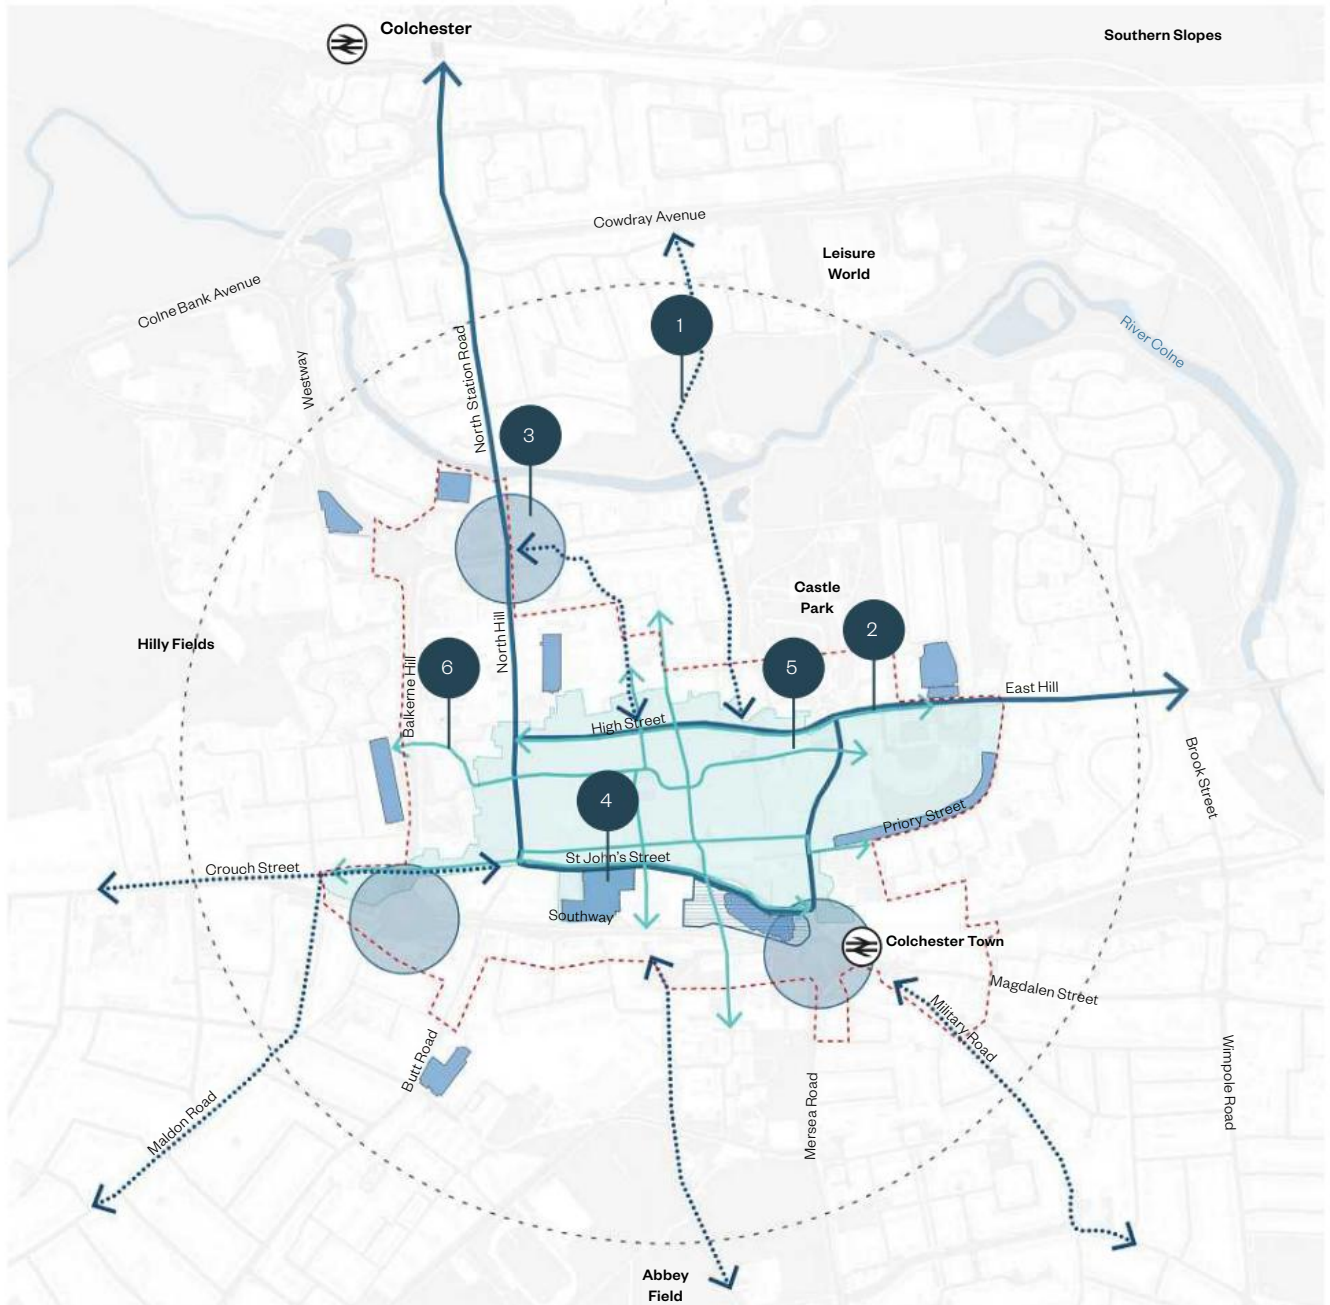 Colchester
Southern Slopes
Cowdray Avenue
Leisure
World
Colne Bank Avenue
1
River Colne
North Station Road
Westway
3
Castle
Park
2
Hilly Fields
North Hill
6
5
East Hill
Balkerne Hill
High Street
Brook Street
4
Priory Street
St John's Street
Crouch Street
Southway
Colchester Town
Magdalen Street
Military Road
Butt Road
Wimpole Road
Mersea Road
Maldon Road
Abbey
Field